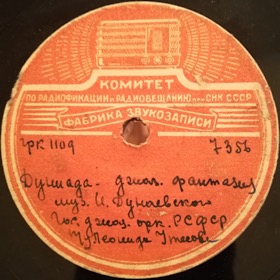 КОМИТЕТ
ПО РАДИОФИКАЦИИ И РАДИОВЕЩАНИЮ ПРИ СНК СССР
ФАБРИКА ЗВУКОЗАПИСИ
ГРК 1109 7356
джаз. фантазия
муз. И. Дунаевского
Гос. джаз. орк. РСФСР
Леонида Утесова